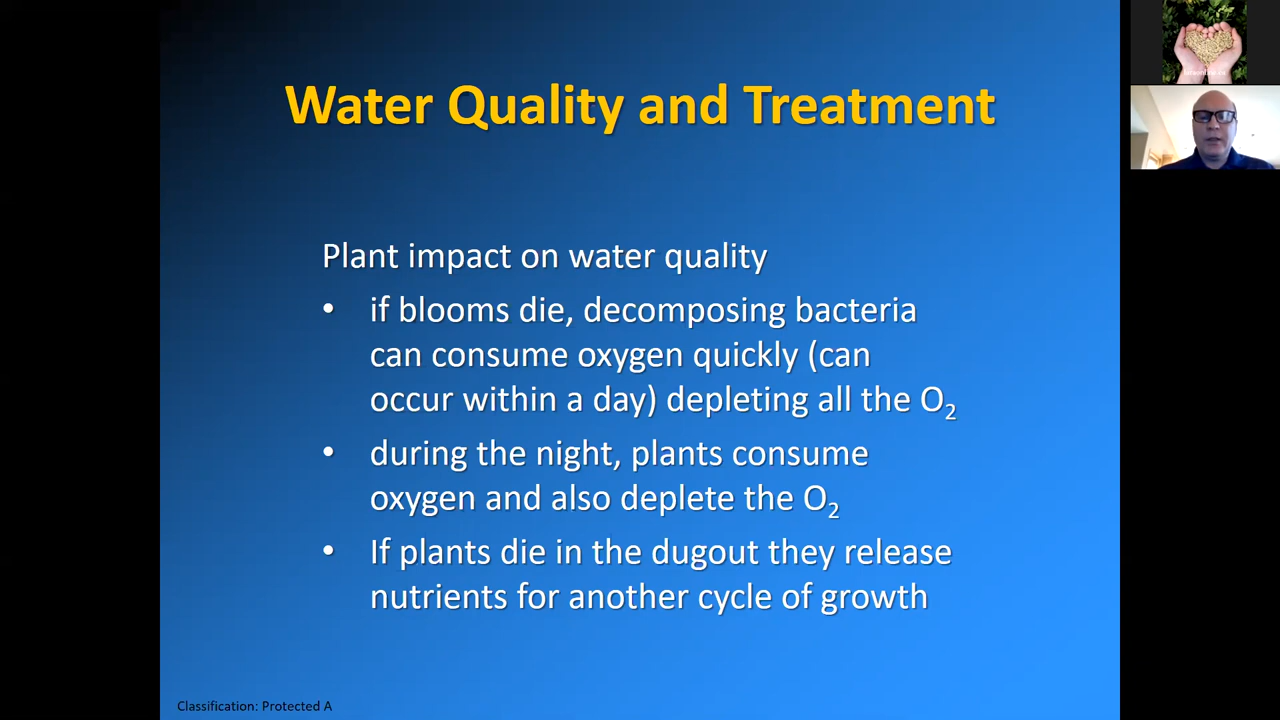 Water Quality and Treatment
Plant impact on water quality
• if blooms die, decomposing bacteria
can consume oxygen quickly (can
occur within a day) depleting all the O₂
• during the night, plants consume
oxygen and also deplete the O₂
• If plants die in the dugout they release
nutrients for another cycle of growth
Classification: Protected A